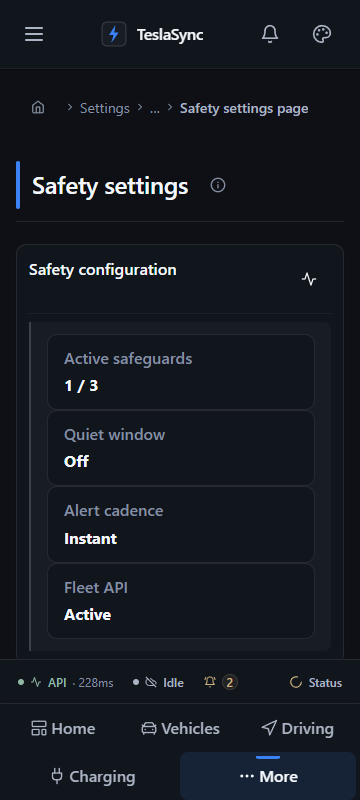 TeslaSync
Settings > ... > Safety settings page
Safety settings
Safety configuration
Active safeguards
1 / 3
Quiet window
Off
Alert cadence
Instant
Fleet API
Active
API · 228ms Idle 2 Status
Home Vehicles Driving
Charging ··· More